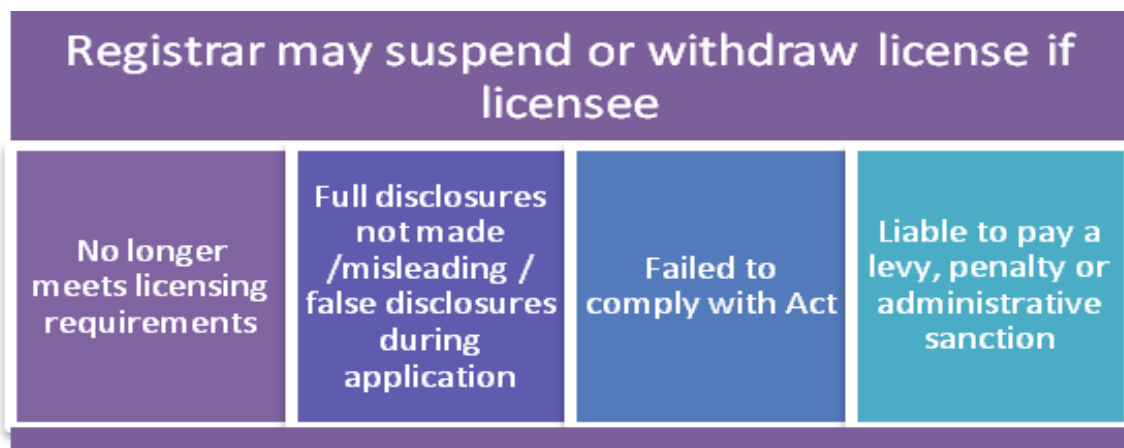 Registrar may suspend or withdraw license if
licensee
No longer
meets licensing
requirements
Full disclosures
not made
/misleading /
false disclosures
during
application
Failed to
comply with Act
Liable to pay a
levy, penalty or
administrative
sanction